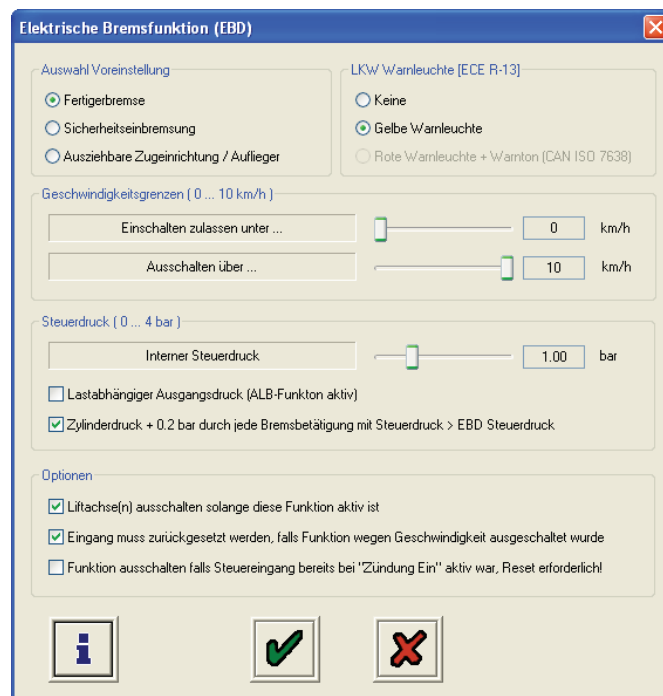 Elektrische Bremsfunktion (EBD)
Auswahl Voreinstellung
Fertigerbremse
Sicherheitseinbremsung
Ausziehbare Zugeinrichtung / Auflieger
LKW Warnleuchte [ECE R-13]
Keine
Gelbe Warnleuchte
Rote Warnleuchte + Warnton (CAN ISO 7638)
Geschwindigkeitsgrenzen ( 0 ... 10 km/h )
Einschalten zulassen unter ... 0 km/h
Ausschalten über ... 10 km/h
Steuerdruck ( 0 ... 4 bar )
Interner Steuerdruck 1.00 bar
Lastabhängiger Ausgangsdruck (ALB-Funkton aktiv)
Zylinderdruck + 0.2 bar durch jede Bremsbetätigung mit Steuerdruck > EBD Steuerdruck
Optionen
Liftachse(n) ausschalten solange diese Funktion aktiv ist
Eingang muss zurückgesetzt werden, falls Funktion wegen Geschwindigkeit ausgeschaltet wurde
Funktion ausschalten falls Steuereingang bereits bei "Zündung Ein" aktiv war, Reset erforderlich!
i